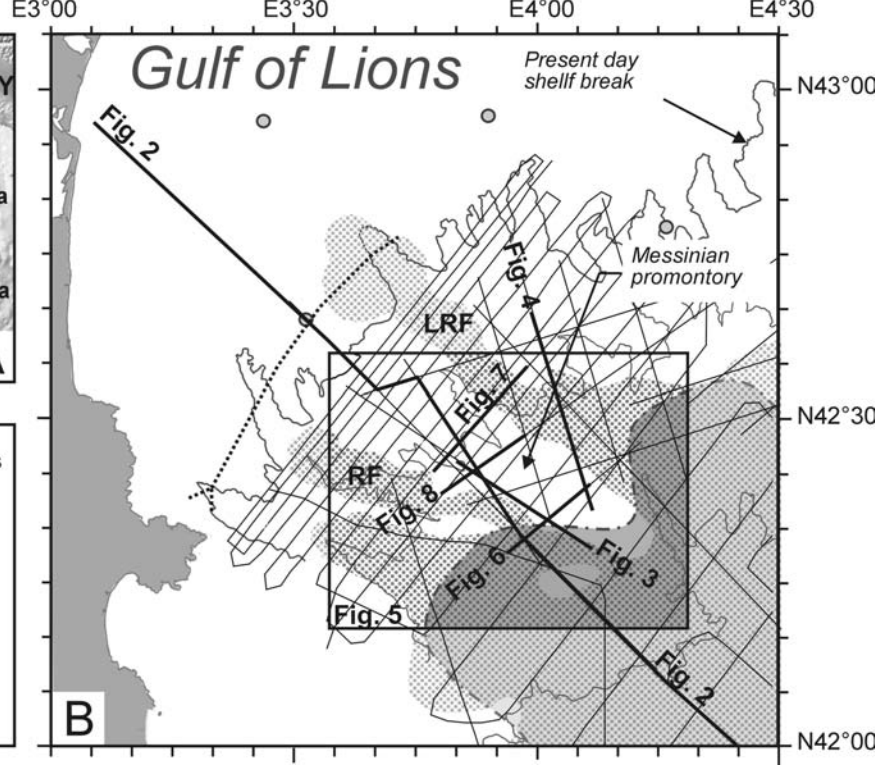 E3°00
E3°30
E4°00
E4°30
Gulf of Lions
Present day
shellf break
N43°00
Y
Fig. 2
a
Messinian
promontory
Fig. 4
a
LRF
A
Fig. 7
N42°30
s
RF
Fig. 8
Fig. 3
Fig. 6
Fig. 5
Fig. 2
B
N42°00